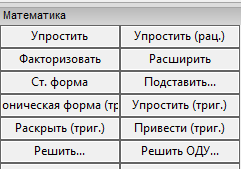 Математика
Упростить Упростить (рац.)
Факторизовать Расширить
Ст. форма Подставить...
оническая форма (тр Упростить (триг.)
Раскрыть (триг.) Привести (триг.)
Решить... Решить ОДУ...